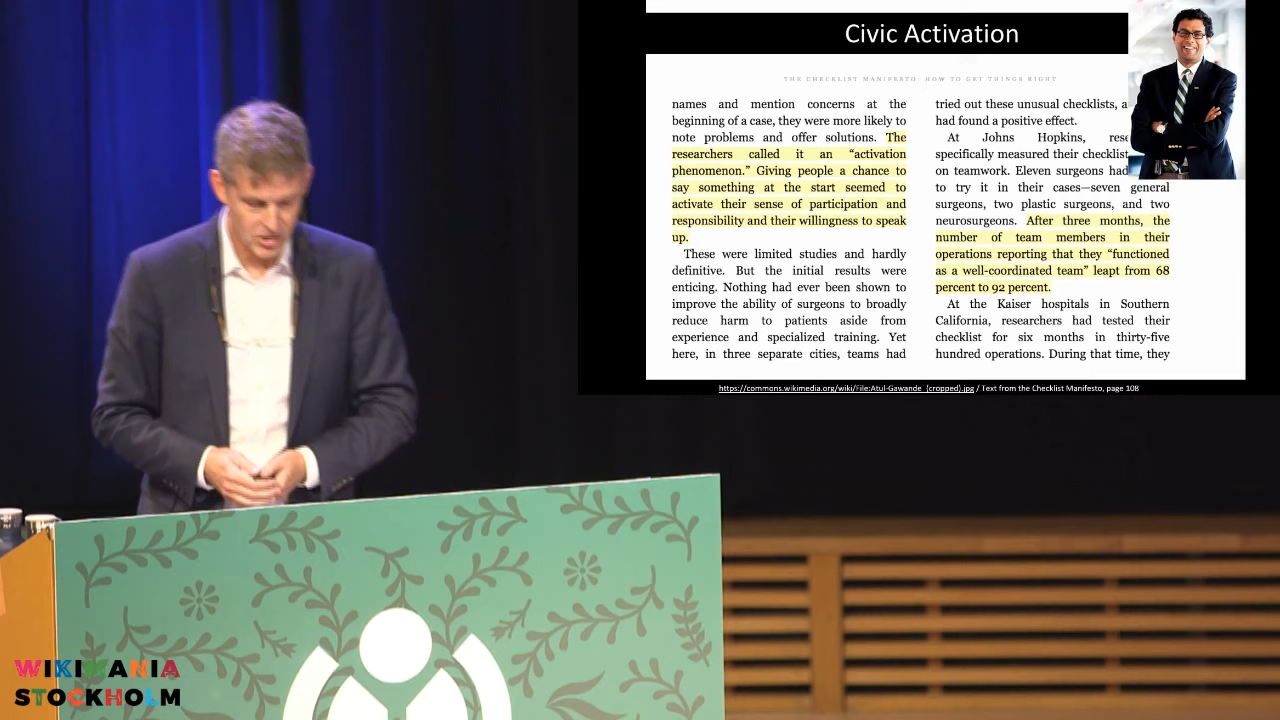 Civic Activation
THE CHECKLIST MANIFESTO: HOW TO GET THINGS RIGHT
names and mention concerns at the
beginning of a case, they were more likely to
note problems and offer solutions. The
researchers called it an “activation
phenomenon.” Giving people a chance to
say something at the start seemed to
activate their sense of participation and
responsibility and their willingness to speak
up.
These were limited studies and hardly
definitive. But the initial results were
enticing. Nothing had ever been shown to
improve the ability of surgeons to broadly
reduce harm to patients aside from
experience and specialized training. Yet
here, in three separate cities, teams had
tried out these unusual checklists, a
had found a positive effect.
At Johns Hopkins, rese
specifically measured their checklist
on teamwork. Eleven surgeons had
to try it in their cases—seven general
surgeons, two plastic surgeons, and two
neurosurgeons. After three months, the
number of team members in their
operations reporting that they “functioned
as a well-coordinated team” leapt from 68
percent to 92 percent.
At the Kaiser hospitals in Southern
California, researchers had tested their
checklist for six months in thirty-five
hundred operations. During that time, they
https://commons.wikimedia.org/wiki/File:Atul-Gawande_(cropped).jpg / Text from the Checklist Manifesto, page 108
WIKIMANIA
STOCKHOLM